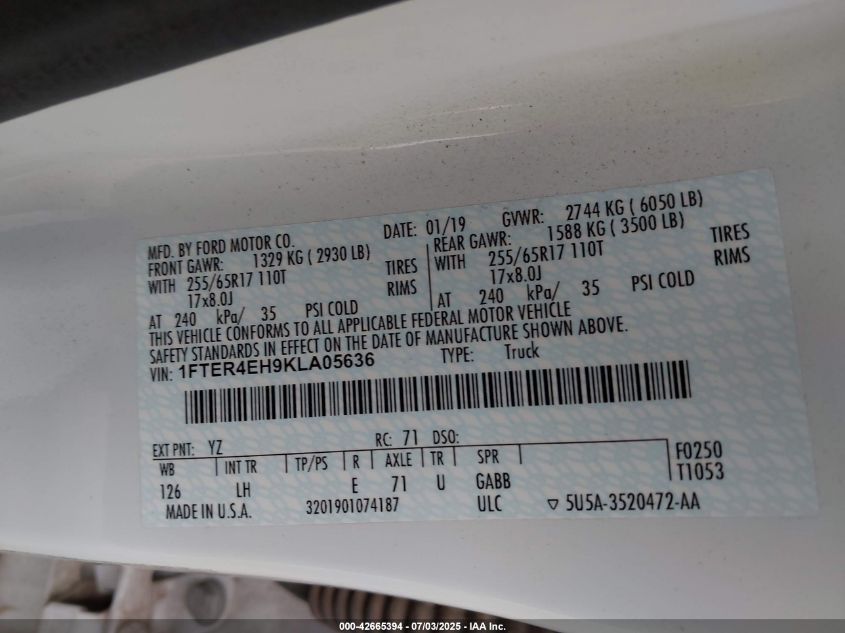 MFD. BY FORD MOTOR CO. DATE: 01/19 GVWR: 2744 KG ( 6050 LB)
FRONT GAWR: 1329 KG ( 2930 LB) REAR GAWR: 1588 KG ( 3500 LB)
WITH 255/65R17 110T TIRES WITH 255/65R17 110T TIRES
17x8.0J RIMS 17x8.0J RIMS
AT 240 kPa/ 35 PSI COLD AT 240 kPa/ 35 PSI COLD
THIS VEHICLE CONFORMS TO ALL APPLICABLE FEDERAL MOTOR VEHICLE
SAFETY STANDARDS IN EFFECT ON THE DATE OF MANUFACTURE SHOWN ABOVE.
VIN: 1FTER4EH9KLA05636 TYPE: Truck
EXT PNT: YZ RC: 71 DSO:
WB INT TR TP/PS R AXLE TR SPR F0250
126 LH E 71 U GABB T1053
MADE IN U.S.A. 3201901074187 ULC ▽ 5U5A-3520472-AA
000-42665394 - 07/03/2025 - IAA Inc.